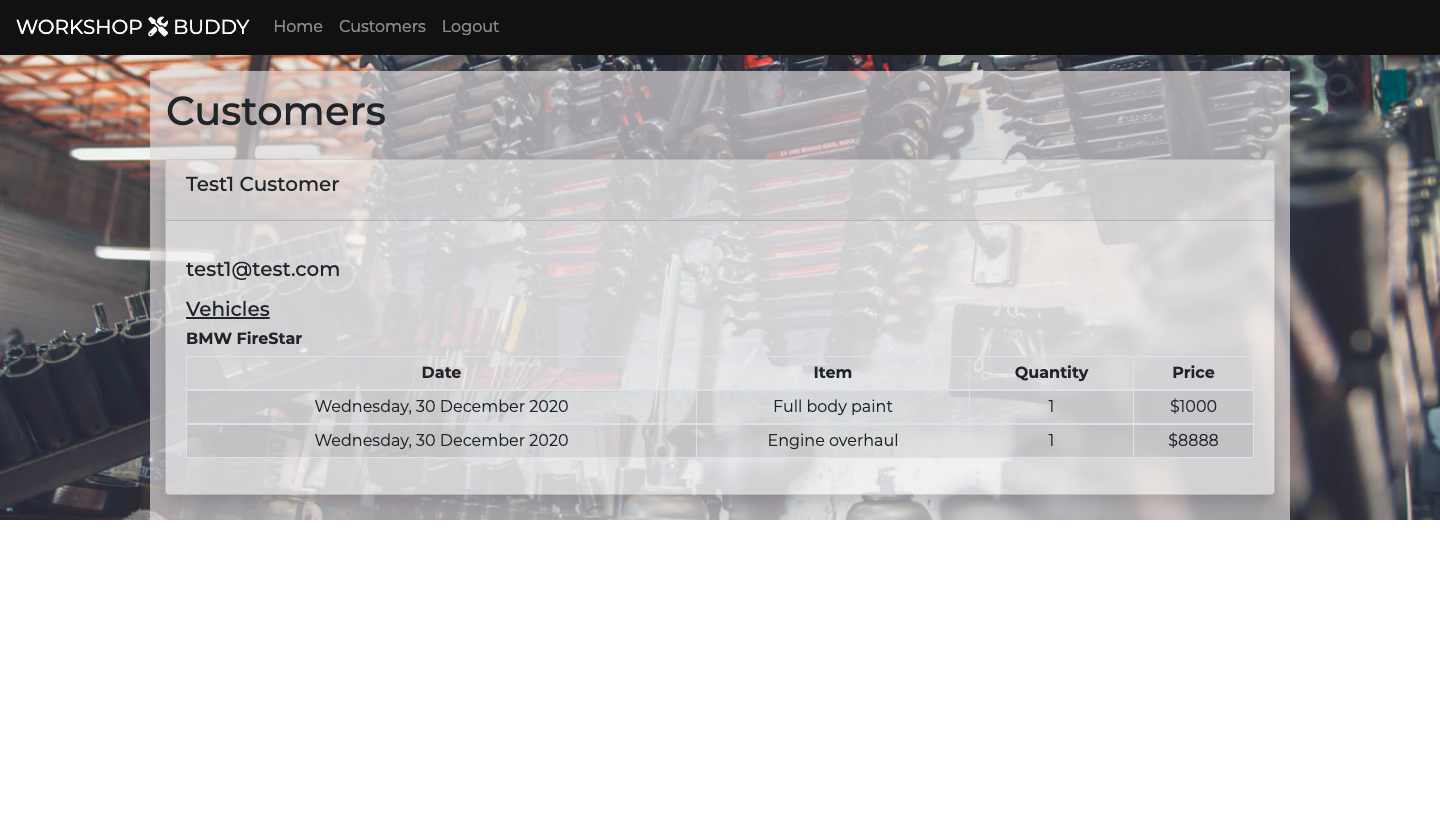 WORKSHOP BUDDY Home Customers Logout
Customers
Test1 Customer
test1@test.com
Vehicles
BMW FireStar
Date Item Quantity Price
Wednesday, 30 December 2020 Full body paint 1 $1000
Wednesday, 30 December 2020 Engine overhaul 1 $8888